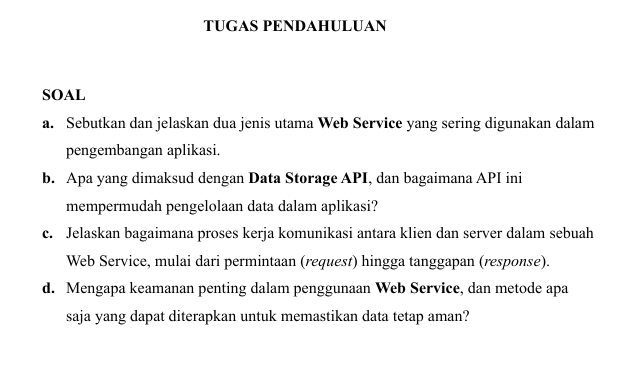 TUGAS PENDAHULUAN
SOAL
a. Sebutkan dan jelaskan dua jenis utama Web Service yang sering digunakan dalam
pengembangan aplikasi.
b. Apa yang dimaksud dengan Data Storage API, dan bagaimana API ini
mempermudah pengelolaan data dalam aplikasi?
c. Jelaskan bagaimana proses kerja komunikasi antara klien dan server dalam sebuah
Web Service, mulai dari permintaan (request) hingga tanggapan (response).
d. Mengapa keamanan penting dalam penggunaan Web Service, dan metode apa
saja yang dapat diterapkan untuk memastikan data tetap aman?